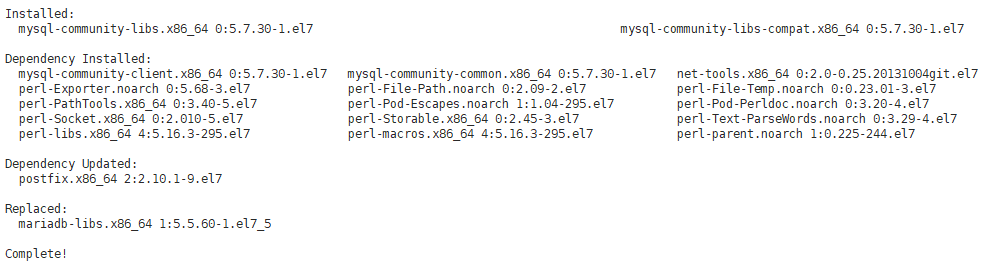 Installed:
mysql-community-libs.x86_64 0:5.7.30-1.el7 mysql-community-libs-compat.x86_64 0:5.7.30-1.el7
Dependency Installed:
mysql-community-client.x86_64 0:5.7.30-1.el7 mysql-community-common.x86_64 0:5.7.30-1.el7 net-tools.x86_64 0:2.0-0.25.20131004git.el7
perl-Exporter.noarch 0:5.68-3.el7 perl-File-Path.noarch 0:2.09-2.el7 perl-File-Temp.noarch 0:0.23.01-3.el7
perl-PathTools.x86_64 0:3.40-5.el7 perl-Pod-Escapes.noarch 1:1.04-295.el7 perl-Pod-Perldoc.noarch 0:3.20-4.el7
perl-Socket.x86_64 0:2.010-5.el7 perl-Storable.x86_64 0:2.45-3.el7 perl-Text-ParseWords.noarch 0:3.29-4.el7
perl-libs.x86_64 4:5.16.3-295.el7 perl-macros.x86_64 4:5.16.3-295.el7 perl-parent.noarch 1:0.225-244.el7
Dependency Updated:
postfix.x86_64 2:2.10.1-9.el7
Replaced:
mariadb-libs.x86_64 1:5.5.60-1.el7_5
Complete!